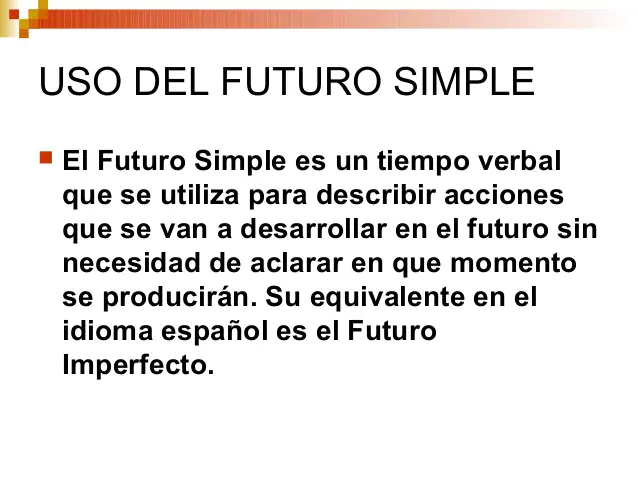 USO DEL FUTURO SIMPLE
El Futuro Simple es un tiempo verbal
que se utiliza para describir acciones
que se van a desarrollar en el futuro sin
necesidad de aclarar en que momento
se producirán. Su equivalente en el
idioma español es el Futuro
Imperfecto.